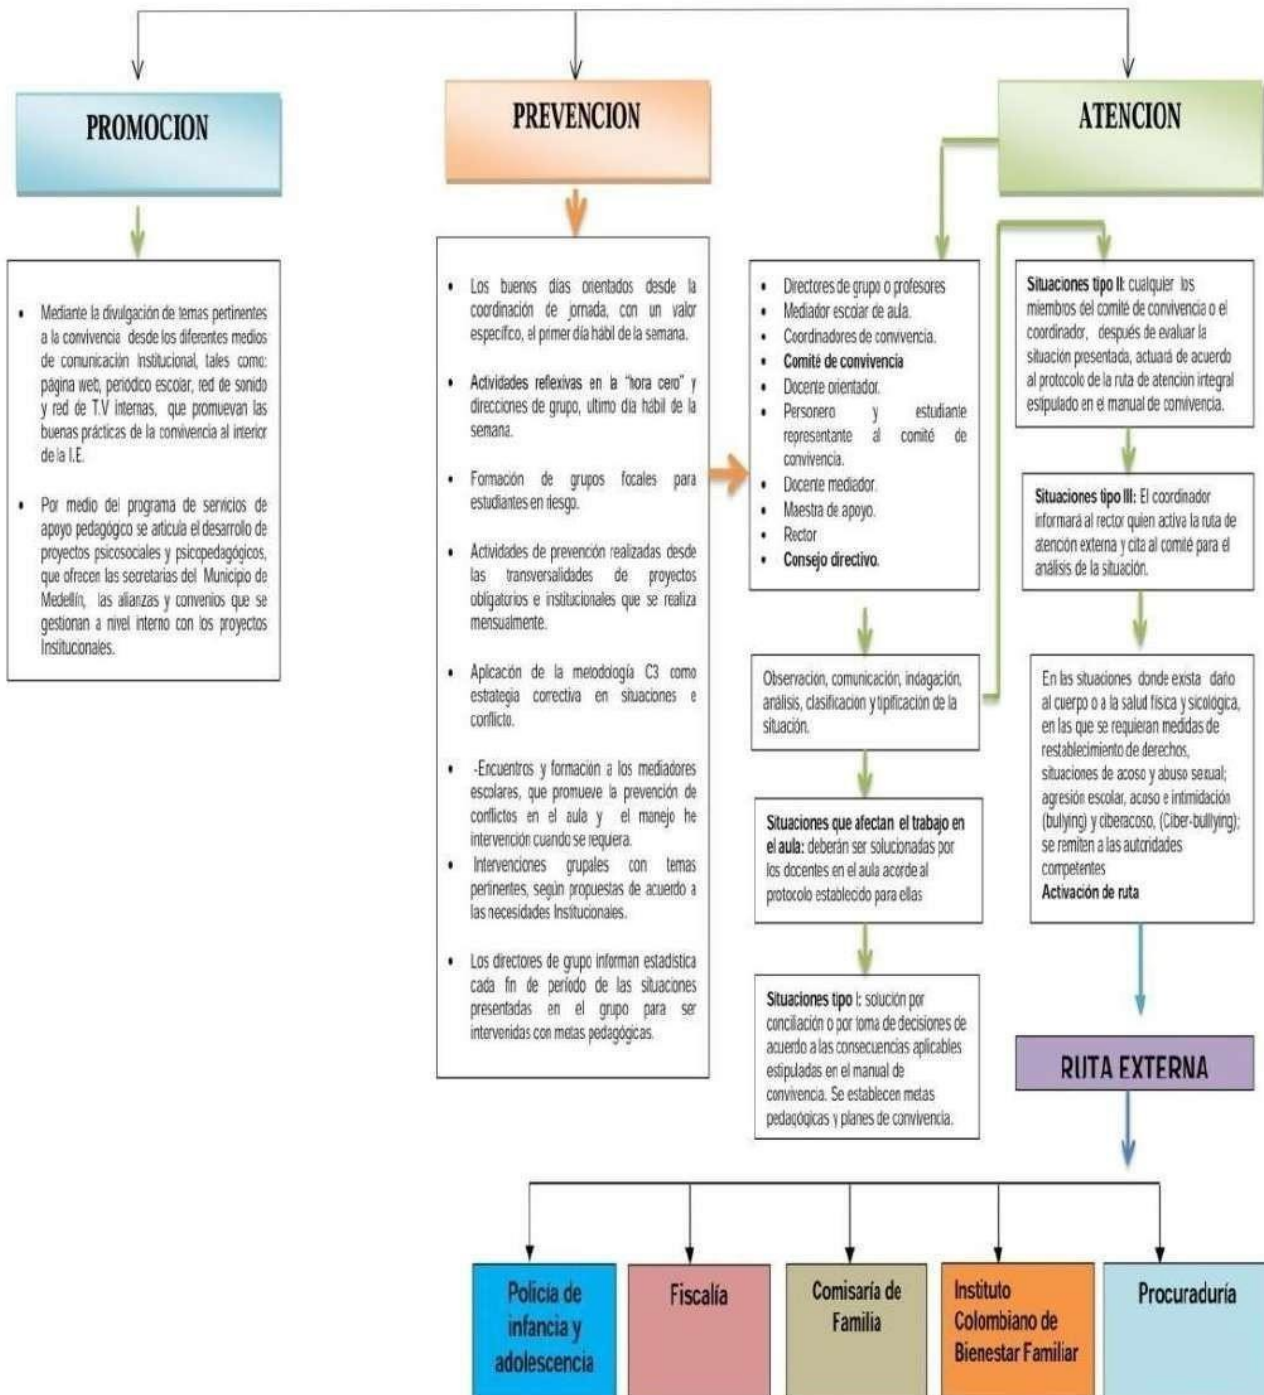 PROMOCION
PREVENCION
ATENCION
• Mediante la divulgación de temas pertinentes
a la convivencia desde los diferentes medios
de comunicación Institucional, tales como:
página web, periódico escolar, red de sonido
y red de T.V internas, que promuevan las
buenas prácticas de la convivencia al interior
de la I.E.
• Por medio del programa de servicios de
apoyo pedagógico se articula el desarrollo de
proyectos psicosociales y psicopedagógicos,
que ofrecen las secretarias del Municipio de
Medellín, las alianzas y convenios que se
gestionan a nivel interno con los proyectos
Institucionales.
• Los buenos días orientados desde la
coordinación de jornada, con un valor
específico, el primer día hábil de la semana.
• Actividades reflexivas en la "hora cero" y
direcciones de grupo, ultimo día hábil de la
semana.
• Formación de grupos focales para
estudiantes en riesgo.
• Actividades de prevención realizadas desde
las transversalidades de proyectos
obligatorios e institucionales que se realiza
mensualmente.
• Aplicación de la metodología C3 como
estrategia correctiva en situaciones e
conflicto.
• -Encuentros y formación a los mediadores
escolares, que promueve la prevención de
conflictos en el aula y el manejo he
intervención cuando se requiera.
• Intervenciones grupales con temas
pertinentes, según propuestas de acuerdo a
las necesidades Institucionales.
• Los directores de grupo informan estadística
cada fin de período de las situaciones
presentadas en el grupo para ser
intervenidas con metas pedagógicas.
• Directores de grupo o profesores
• Mediador escolar de aula.
• Coordinadores de convivencia.
• Comité de convivencia
• Docente orientador.
• Personero y estudiante
representante al comité de
convivencia.
• Docente mediador.
• Maestra de apoyo.
• Rector
• Consejo directivo.
Observación, comunicación, indagación,
análisis, clasificación y tipificación de la
situación.
Situaciones que afectan el trabajo en
el aula: deberán ser solucionadas por
los docentes en el aula acorde al
protocolo establecido para ellas
Situaciones tipo I: solución por
conciliación o por toma de decisiones de
acuerdo a las consecuencias aplicables
estipuladas en el manual de
convivencia. Se establecen metas
pedagógicas y planes de convivencia.
Situaciones tipo II: cualquier los
miembros del comité de convivencia o el
coordinador, después de evaluar la
situación presentada, actuará de acuerdo
al protocolo de la ruta de atención integral
estipulado en el manual de convivencia.
Situaciones tipo III: El coordinador
informará al rector quien activa la ruta de
atención externa y cita al comité para el
análisis de la situación.
En las situaciones donde exista daño
al cuerpo o a la salud física y sicológica,
en las que se requieran medidas de
restablecimiento de derechos,
situaciones de acoso y abuso sexual;
agresión escolar, acoso e intimidación
(bullying) y ciberacoso, (Ciber-bulllying);
se remiten a las autoridades
competentes
Activación de ruta
RUTA EXTERNA
Policía de
infancia y
adolescencia
Fiscalía
Comisaría de
Familia
Instituto
Colombiano de
Bienestar Familiar
Procuraduría